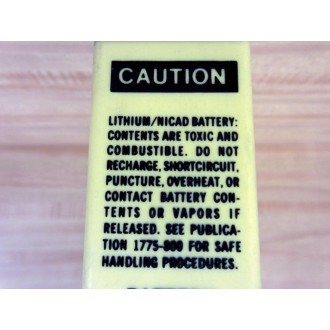 CAUTION
LITHIUM/NICAD BATTERY:
CONTENTS ARE TOXIC AND
COMBUSTIBLE. DO NOT
RECHARGE, SHORTCIRCUIT,
PUNCTURE, OVERHEAT, OR
CONTACT BATTERY CON-
TENTS OR VAPORS IF
RELEASED. SEE PUBLICA-
TION 1775-800 FOR SAFE
HANDLING PROCEDURES.